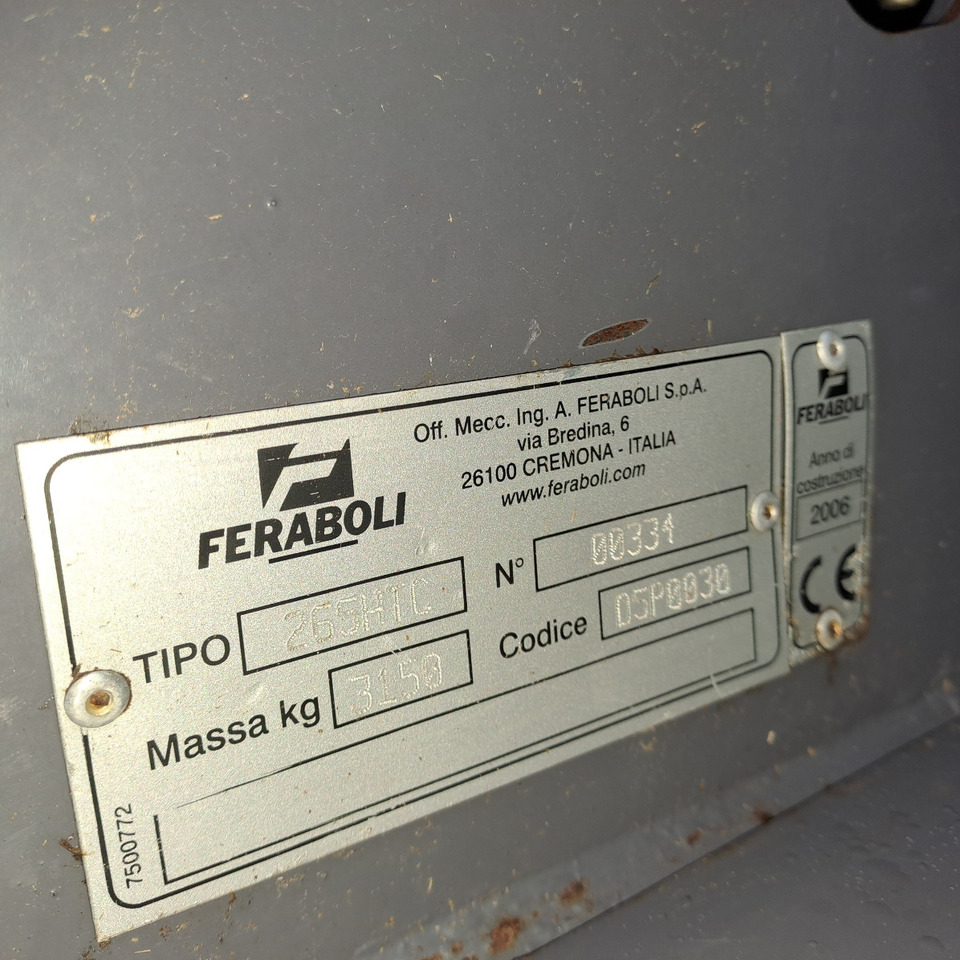 FERABOLI
Off. Mecc. Ing. A. FERABOLI S.p.A.
via Bredina, 6
26100 CREMONA - ITALIA
www.feraboli.com
TIPO 265HTC
N° 00334
Massa kg 3150
Codice 05P0030
7500772
FERABOLI
Anno di
costruzione
2006
CE